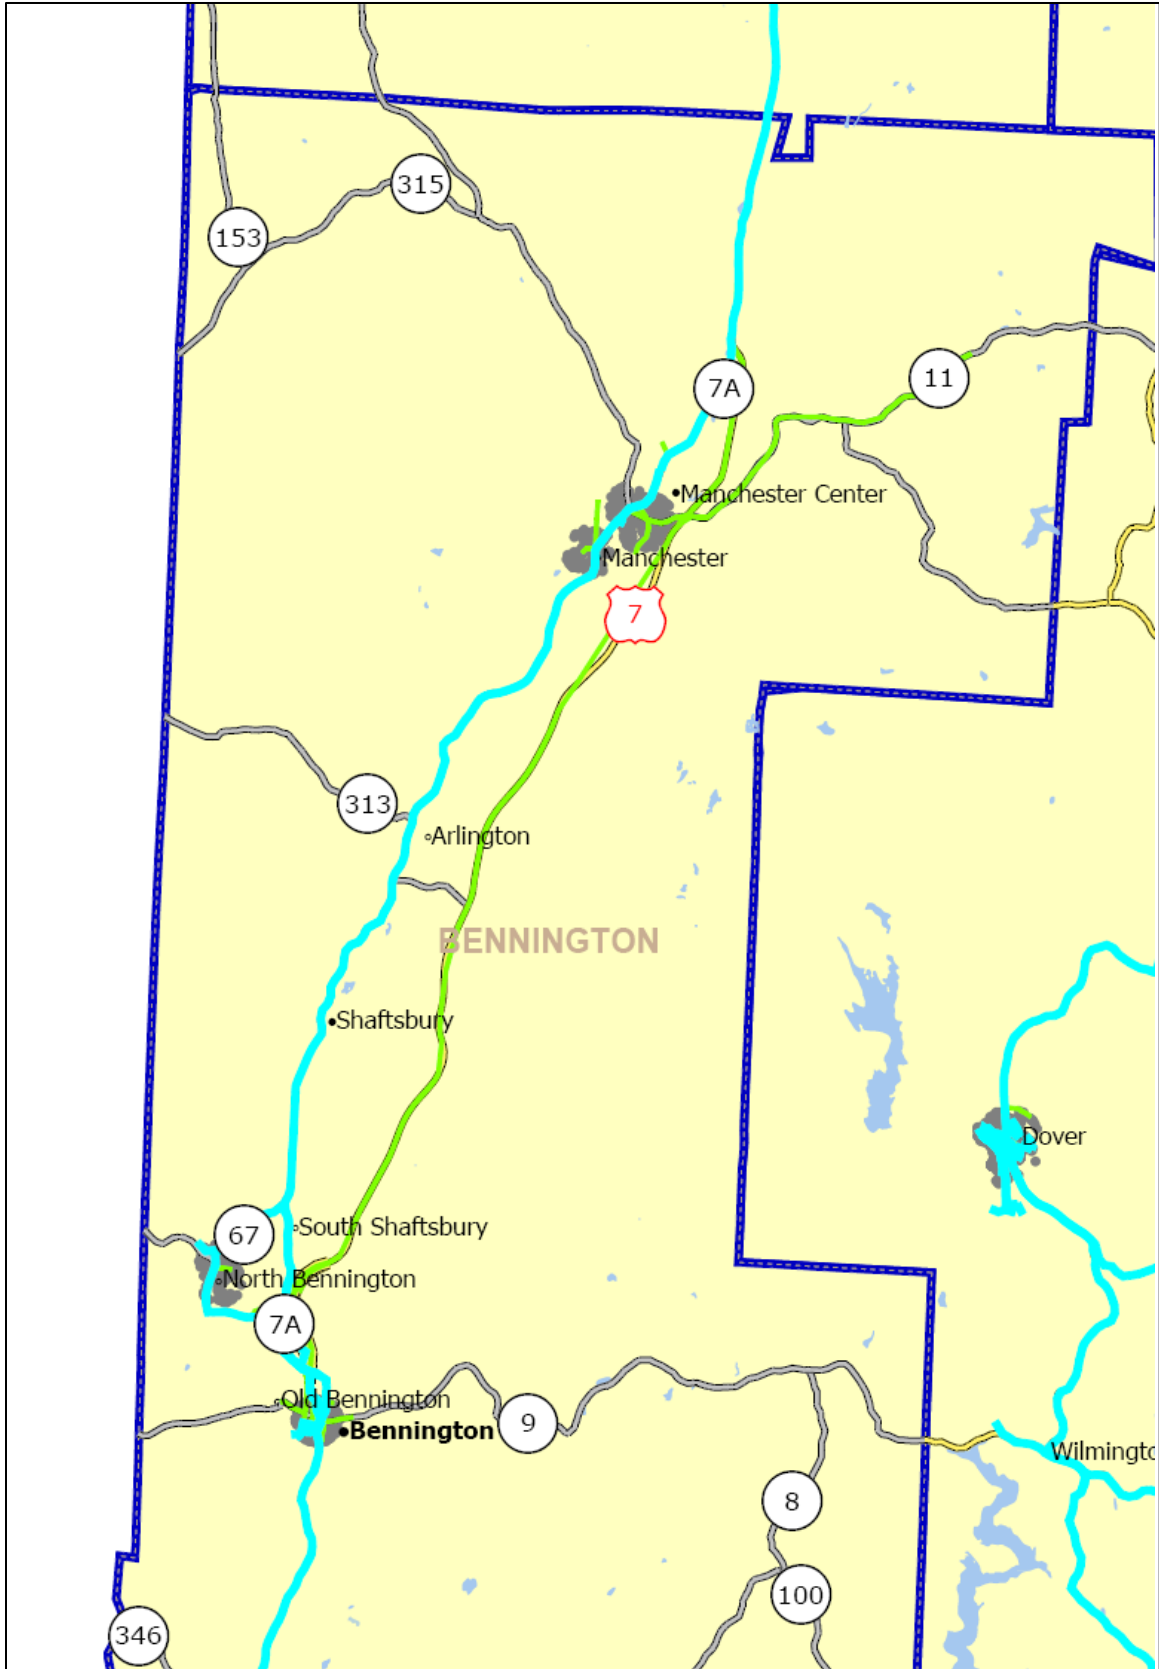 315
153
7A
11
Manchester Center
Manchester
7
313
Arlington
BENNINGTON
Shaftsbury
Dover
67
South Shaftsbury
North Bennington
7A
Old Bennington
9
Bennington
Wilmingto
8
100
346